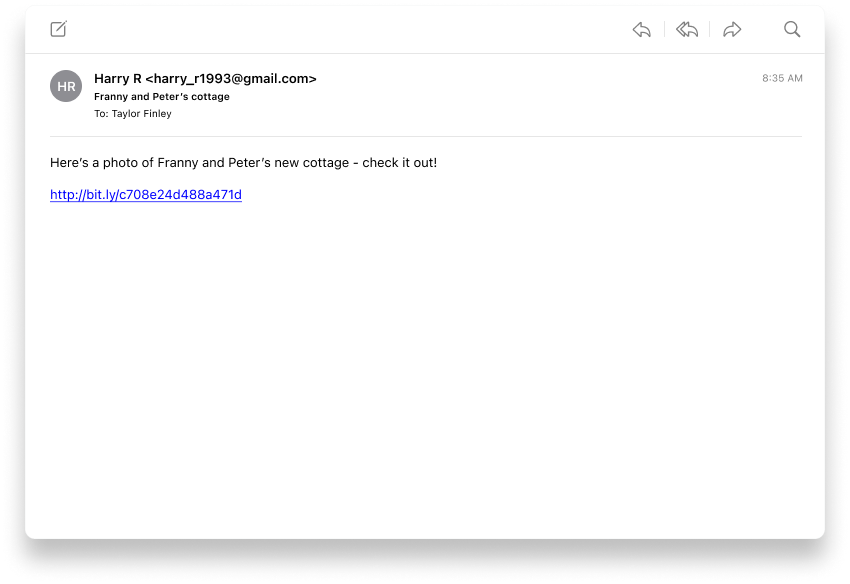 8:35 AM
HR
Harry R <harry_r1993@gmail.com>
Franny and Peter’s cottage
To: Taylor Finley
Here’s a photo of Franny and Peter’s new cottage - check it out!
http://bit.ly/c708e24d488a471d